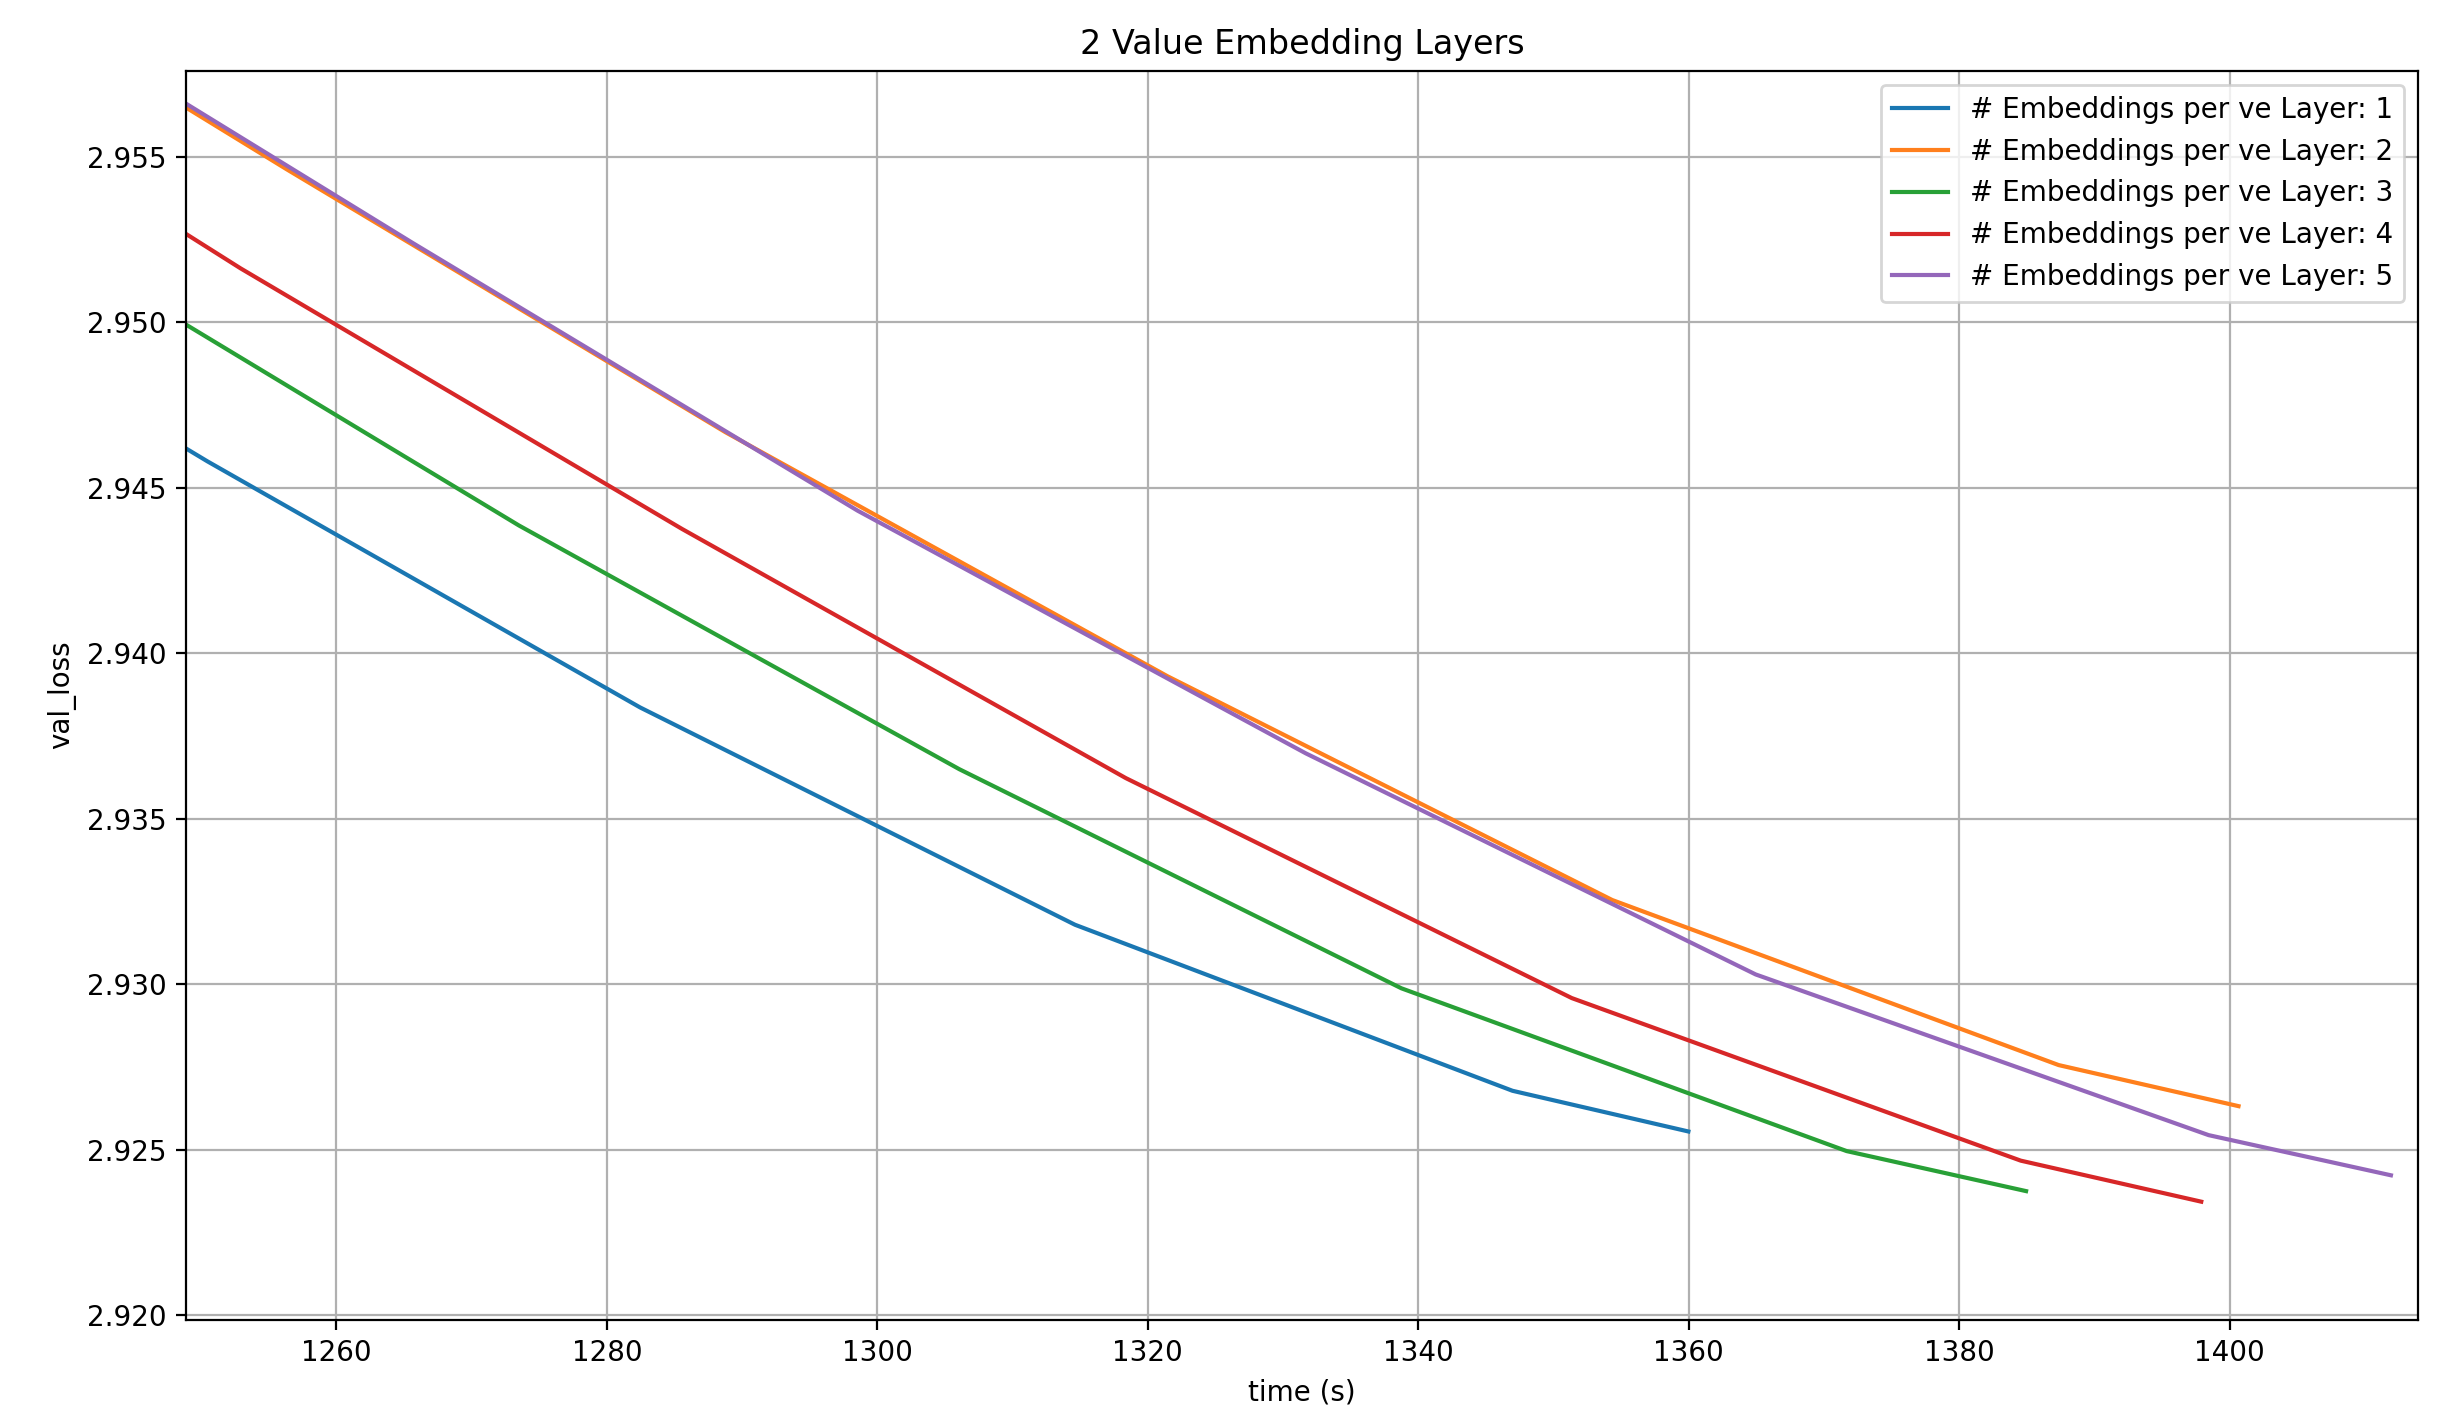 2 Value Embedding Layers
# Embeddings per ve Layer: 1
# Embeddings per ve Layer: 2
# Embeddings per ve Layer: 3
# Embeddings per ve Layer: 4
# Embeddings per ve Layer: 5
val_loss
2.955
2.950
2.945
2.940
2.935
2.930
2.925
2.920
1260 1280 1300 1320 1340 1360 1380 1400
time (s)